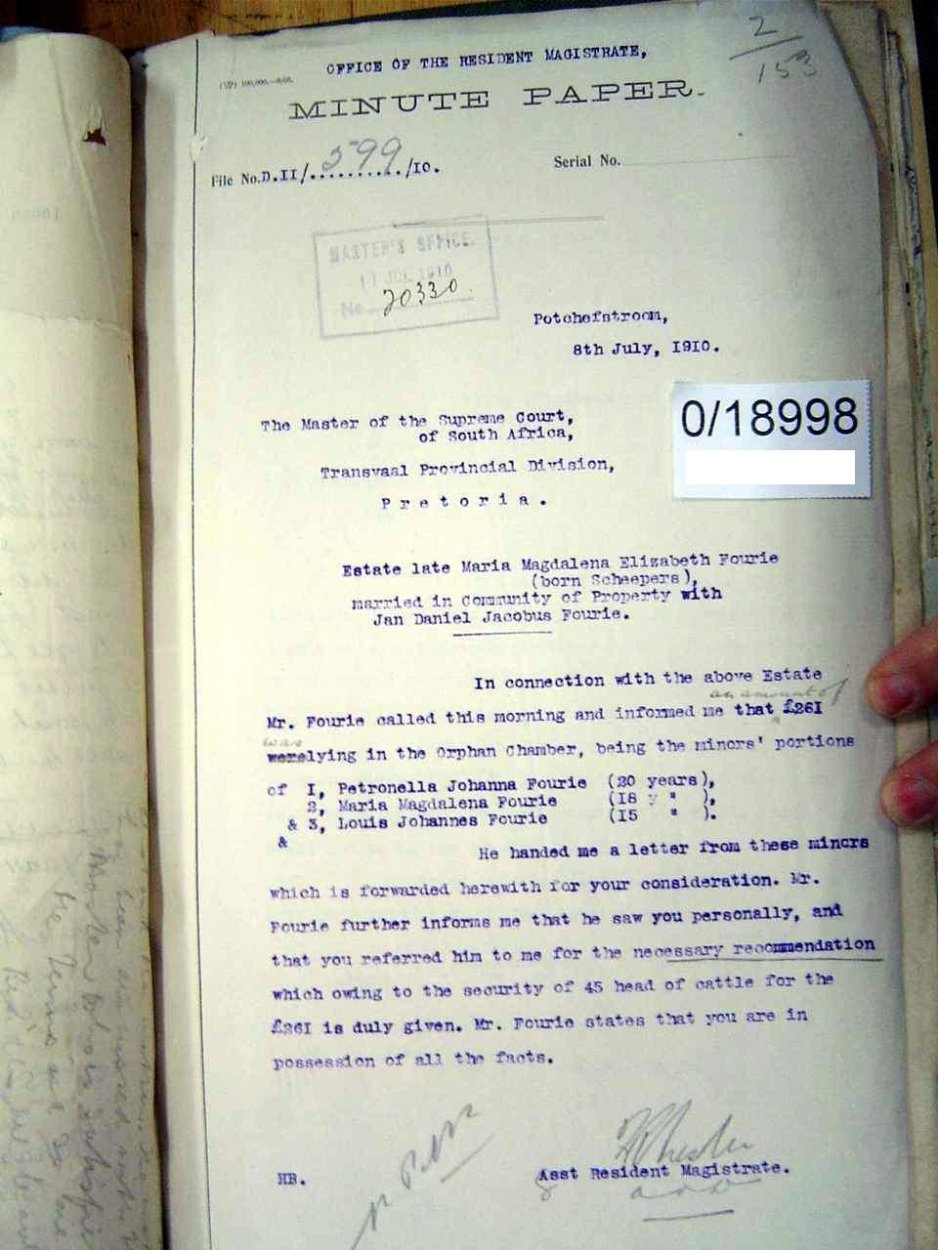 2/153
OFFICE OF THE RESIDENT MAGISTRATE,
MINUTE PAPER.
File No.D.II/...599.../10.
Serial No.
MASTER'S OFFICE.
11 JUL 1910
No. 20330
Potchefstroom,
8th July, 1910.
0/18998
The Master of the Supreme Court,
of South Africa,
Transvaal Provincial Division,
Pretoria.
Estate late Maria Magdalena Elizabeth Fourie
(born Scheepers),
married in Community of Property with
Jan Daniel Jacobus Fourie.
In connection with the above Estate
an amount of
Mr. Fourie called this morning and informed me that £261
was
werelying in the Orphan Chamber, being the minors' portions
of I, Petronella Johanna Fourie (20 years),
2, Maria Magdalena Fourie (18 y " ),
& 3, Louis Johannes Fourie (15 " ).
&
He handed me a letter from these minors
which is forwarded herewith for your consideration. Mr.
Fourie further informs me that he saw you personally, and
that you referred him to me for the necessary recommendation
which owing to the security of 45 head of cattle for the
£261 is duly given. Mr. Fourie states that you are in
possession of all the facts.
HR.
Asst Resident Magistrate.